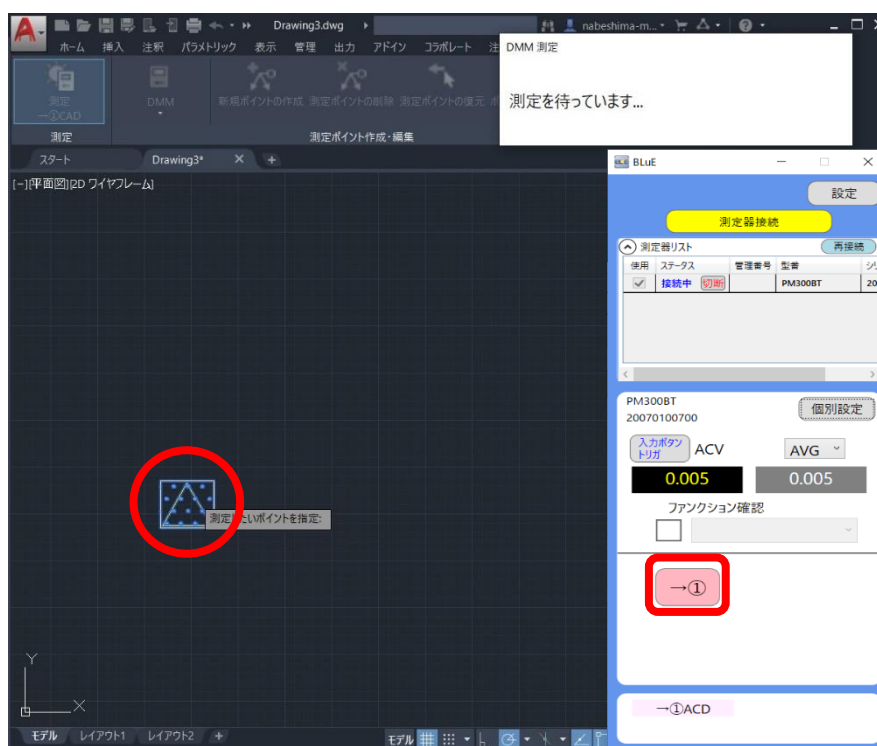 Drawing3.dwg
nabeshima-m...
ホーム 挿入 注釈 パラメトリック 表示 管理 出力 アドイン コラボレート 注
測定
→①CAD
DMM
新規ポイントの作成 測定ポイントの削除 測定ポイントの復元
測定
測定ポイント作成・編集
DMM 測定
測定を待っています...
スタート
Drawing3*
[−][平面図][2D ワイヤフレーム]
測定したいポイントを指定:
Y
X
モデル レイアウト1 レイアウト2 +
モデル
BLuE
設定
測定器接続
測定器リスト
再接続
使用 ステータス 管理番号 型番
接続中 切断 PM300BT 20
PM300BT
20070100700
個別設定
入力ボタン
トリガ
ACV
AVG
0.005
0.005
ファンクション確認
→①
→①ACD